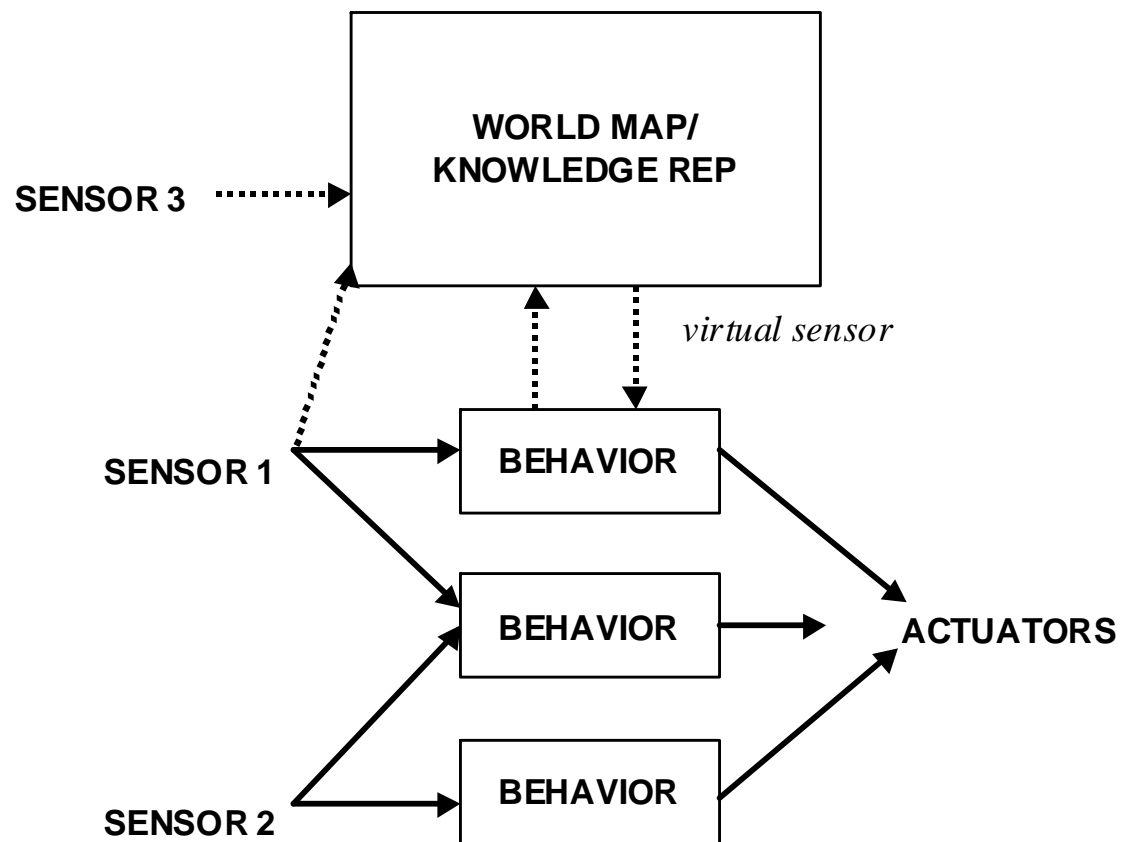 WORLD MAP/
KNOWLEDGE REP
SENSOR 3
virtual sensor
SENSOR 1
BEHAVIOR
BEHAVIOR
ACTUATORS
BEHAVIOR
SENSOR 2